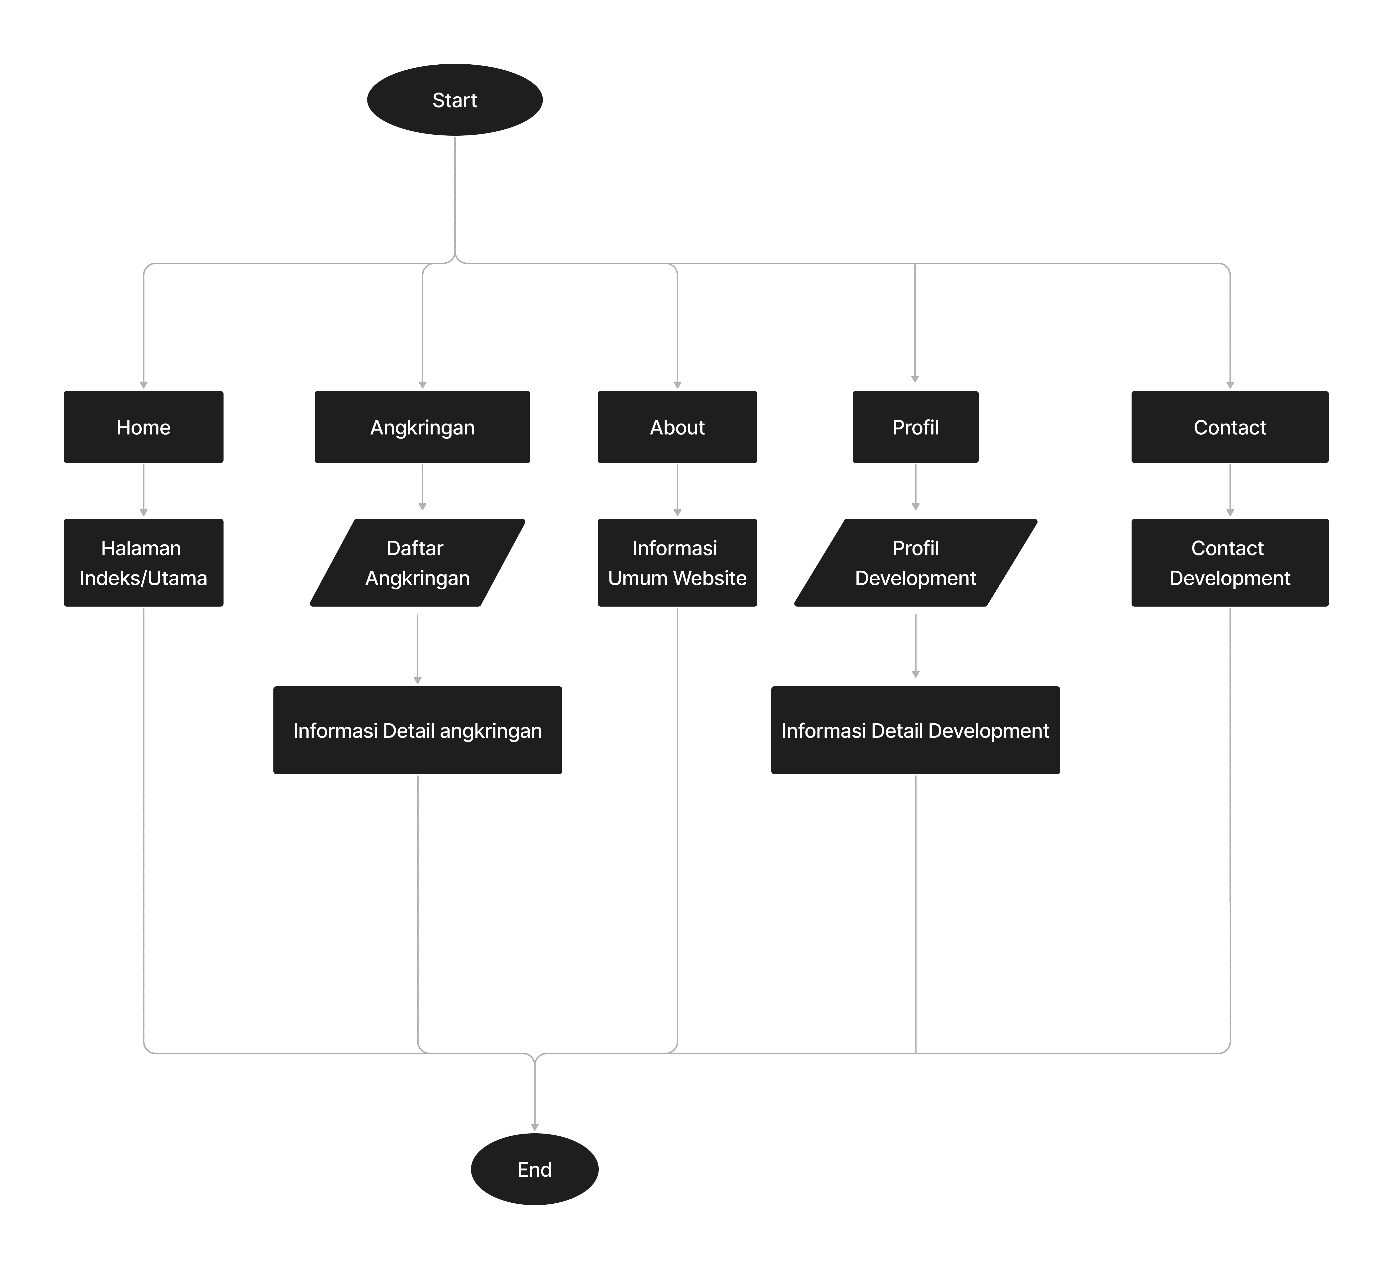 Start
Home
Angkringan
About
Profil
Contact
Halaman
Indeks/Utama
Daftar
Angkringan
Informasi
Umum Website
Profil
Development
Contact
Development
Informasi Detail angkringan
Informasi Detail Development
End